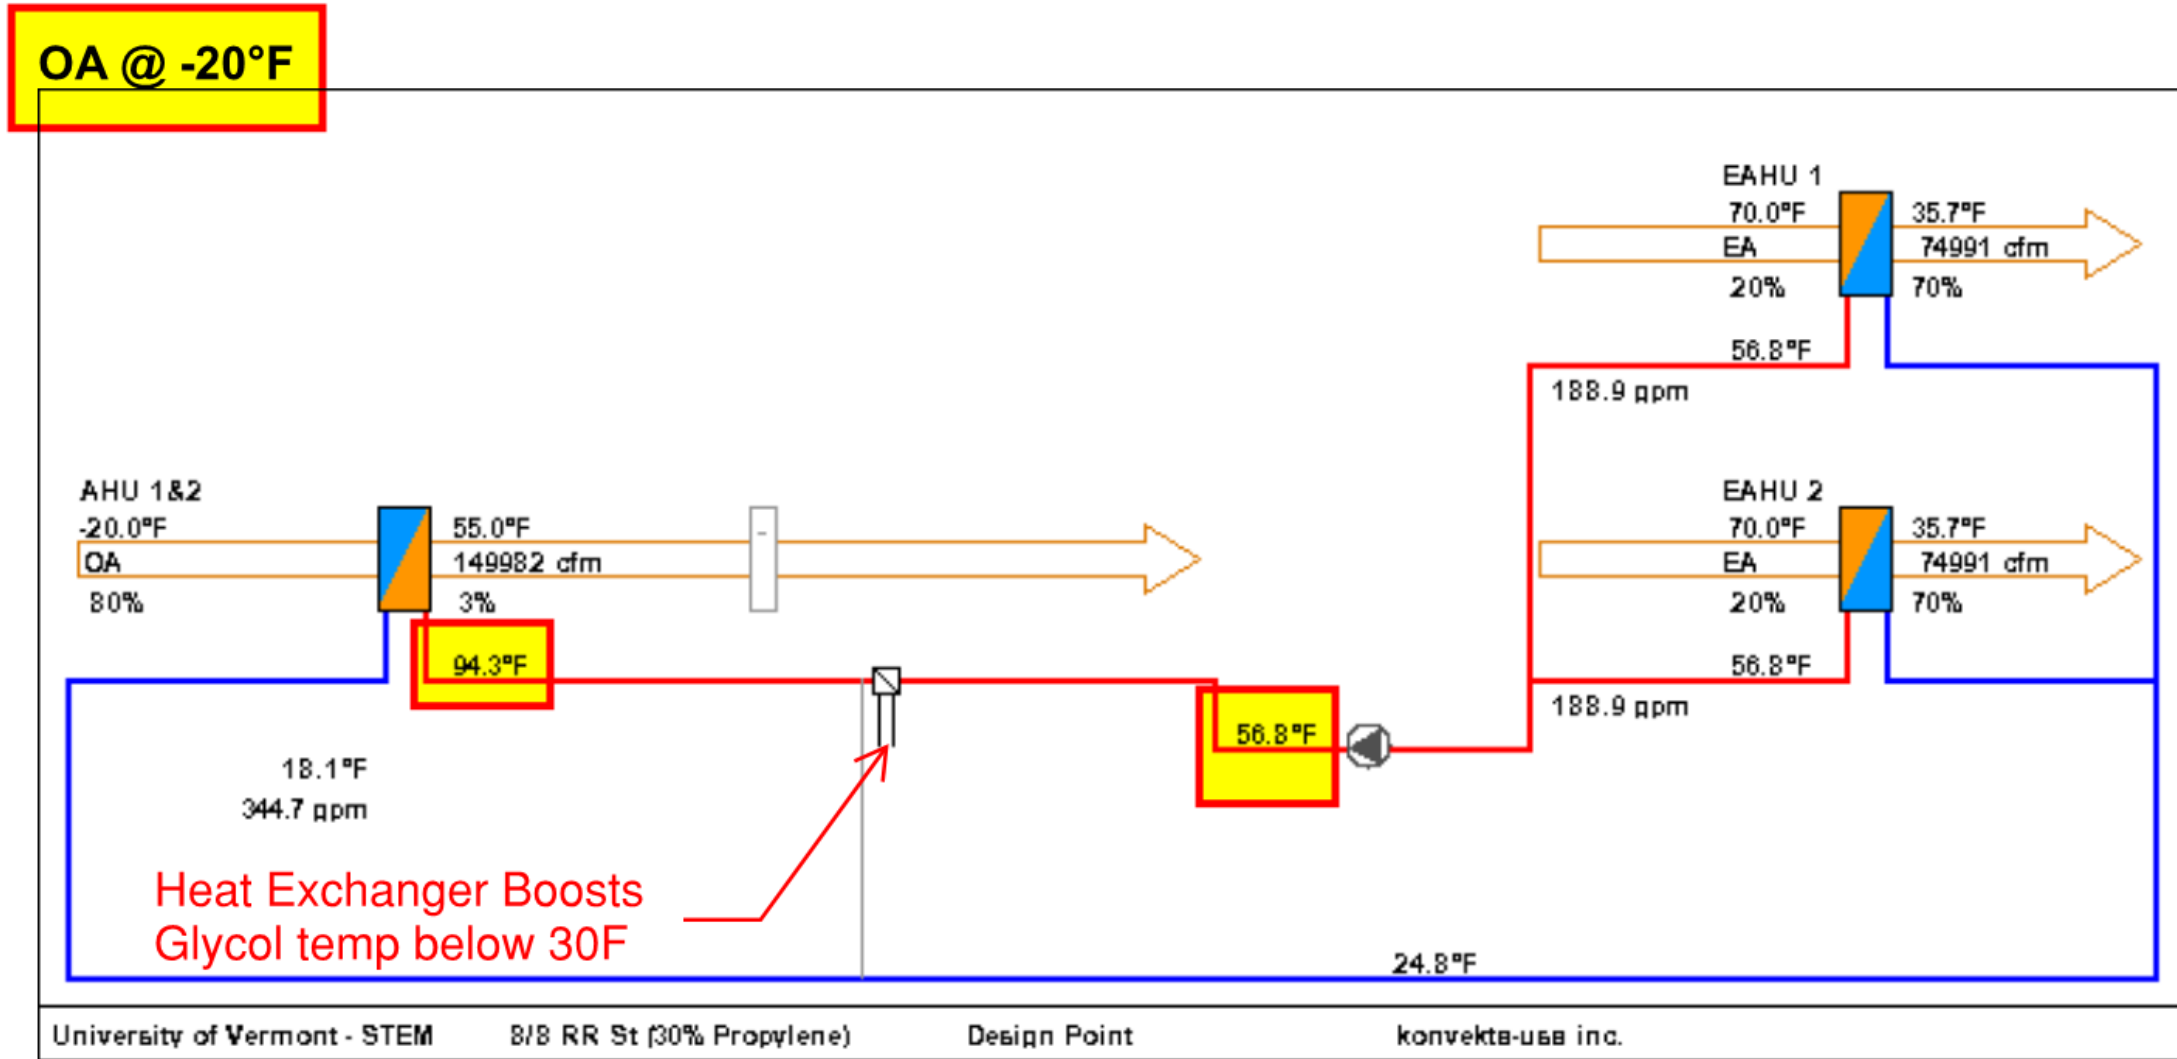 OA @ -20°F
EAHU 1
70.0°F
35.7°F
EA
74991 cfm
20%
70%
56.8°F
188.9 gpm
AHU 1&2
-20.0°F
55.0°F
OA
149982 cfm
80%
3%
94.3°F
EAHU 2
70.0°F
35.7°F
EA
74991 cfm
20%
70%
56.8°F
188.9 gpm
56.8°F
18.1°F
344.7 gpm
Heat Exchanger Boosts
Glycol temp below 30F
24.8°F
University of Vermont - STEM 8/8 RR St (30% Propylene) Design Point konvekta-usa inc.